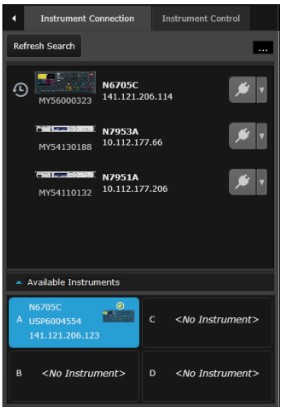 Instrument Connection
Instrument Control
Refresh Search
...
N6705C
MY56000323 141.121.206.114
N7953A
MY54130188 10.112.177.66
N7951A
MY54110132 10.112.177.206
Available Instruments
N6705C
A USP6004554
141.121.206.123
C <No Instrument>
B <No Instrument>
D <No Instrument>